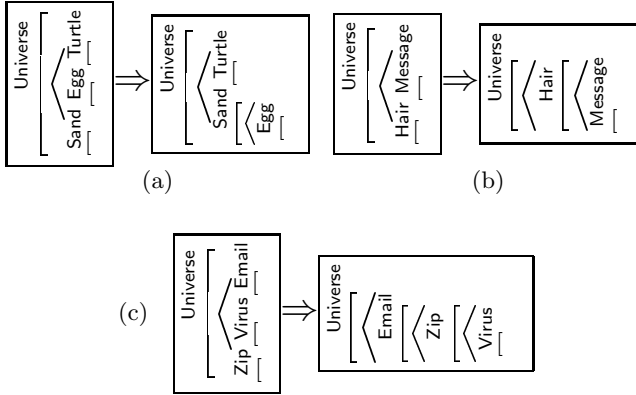 Universe
Sand Egg Turtle
Universe
Sand Turtle
Egg
(a)
Universe
Hair Message
Universe
Hair
Message
(b)
(c)
Universe
Zip Virus Email
Universe
Email
Zip
Virus